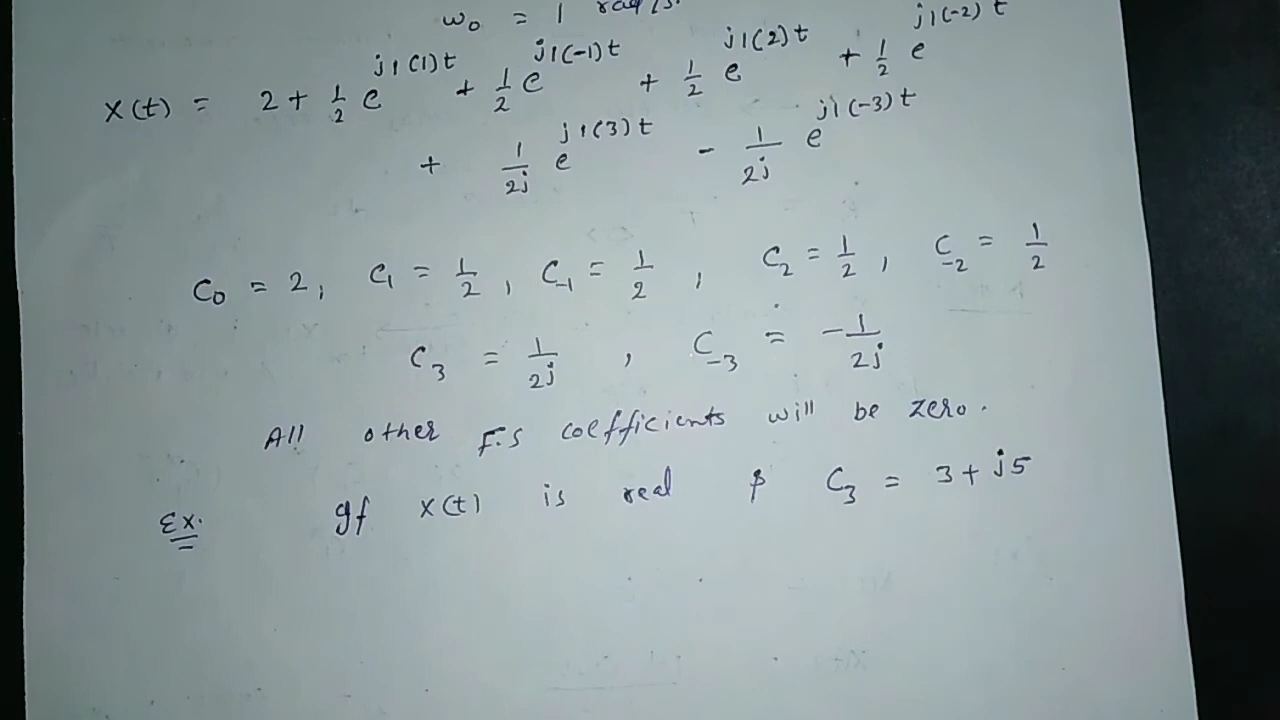 ω₀ = 1 rad/s.
x(t) = 2 + 1/2 e^{j1(1)t} + 1/2 e^{j1(-1)t} + 1/2 e^{j1(2)t} + 1/2 e^{j1(-2)t}
+ 1/2j e^{j1(3)t} - 1/2j e^{j1(-3)t}
C₀ = 2, C₁ = 1/2, C₋₁ = 1/2, C₂ = 1/2, C₋₂ = 1/2
C₃ = 1/2j, C₋₃ = -1/2j
All other F.S coefficients will be zero.
Ex. If x(t) is real & C₃ = 3 + j5